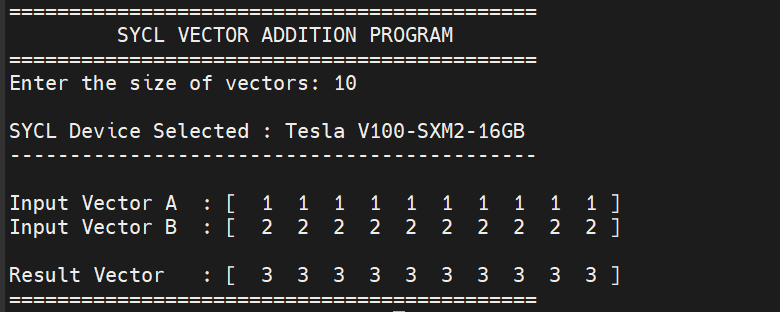 ============================================
SYCL VECTOR ADDITION PROGRAM
============================================
Enter the size of vectors: 10
SYCL Device Selected : Tesla V100-SXM2-16GB
--------------------------------------------
Input Vector A  : [  1  1  1  1  1  1  1  1  1  1 ]
Input Vector B  : [  2  2  2  2  2  2  2  2  2  2 ]
Result Vector   : [  3  3  3  3  3  3  3  3  3  3 ]
============================================